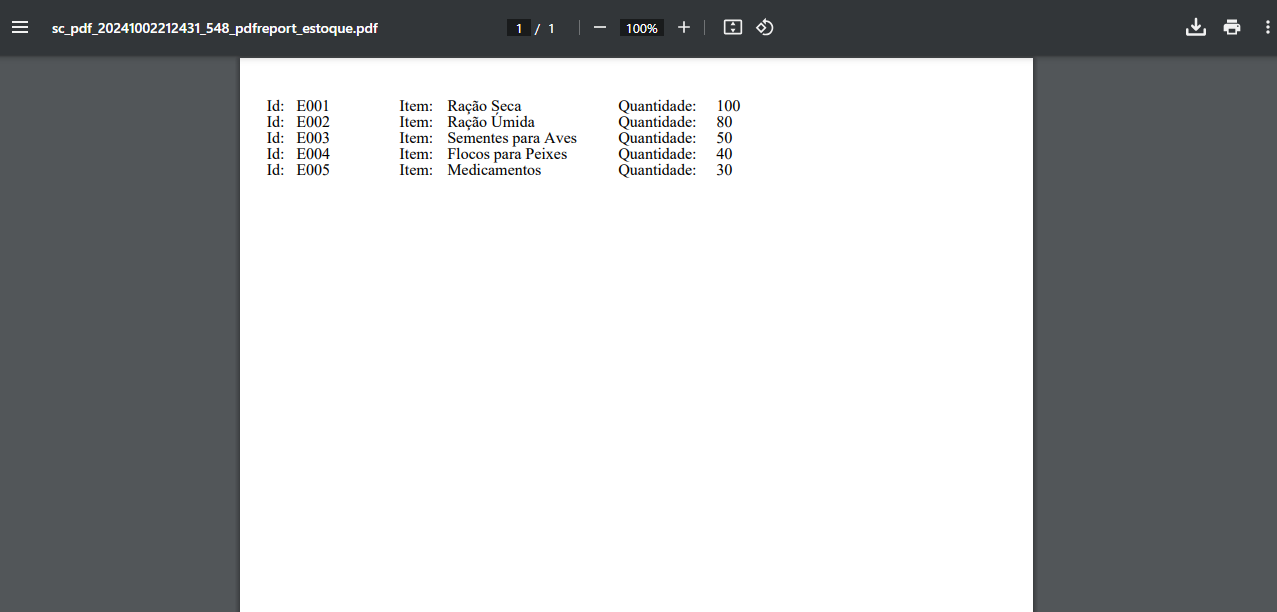 sc_pdf_20241002212431_548_pdfreport_estoque.pdf 1 / 1 100%
Id: E001 Item: Ração Seca Quantidade: 100
Id: E002 Item: Ração Úmida Quantidade: 80
Id: E003 Item: Sementes para Aves Quantidade: 50
Id: E004 Item: Flocos para Peixes Quantidade: 40
Id: E005 Item: Medicamentos Quantidade: 30